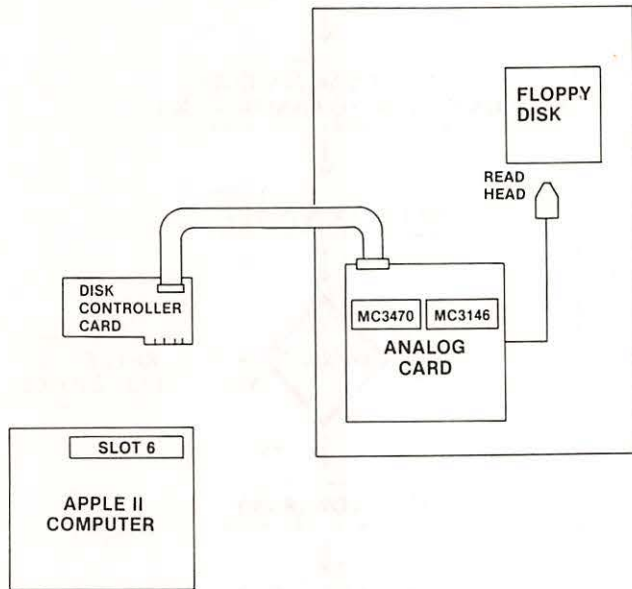 FLOPPY
DISK
READ
HEAD
DISK
CONTROLLER
CARD
MC3470
MC3146
ANALOG
CARD
SLOT 6
APPLE II
COMPUTER